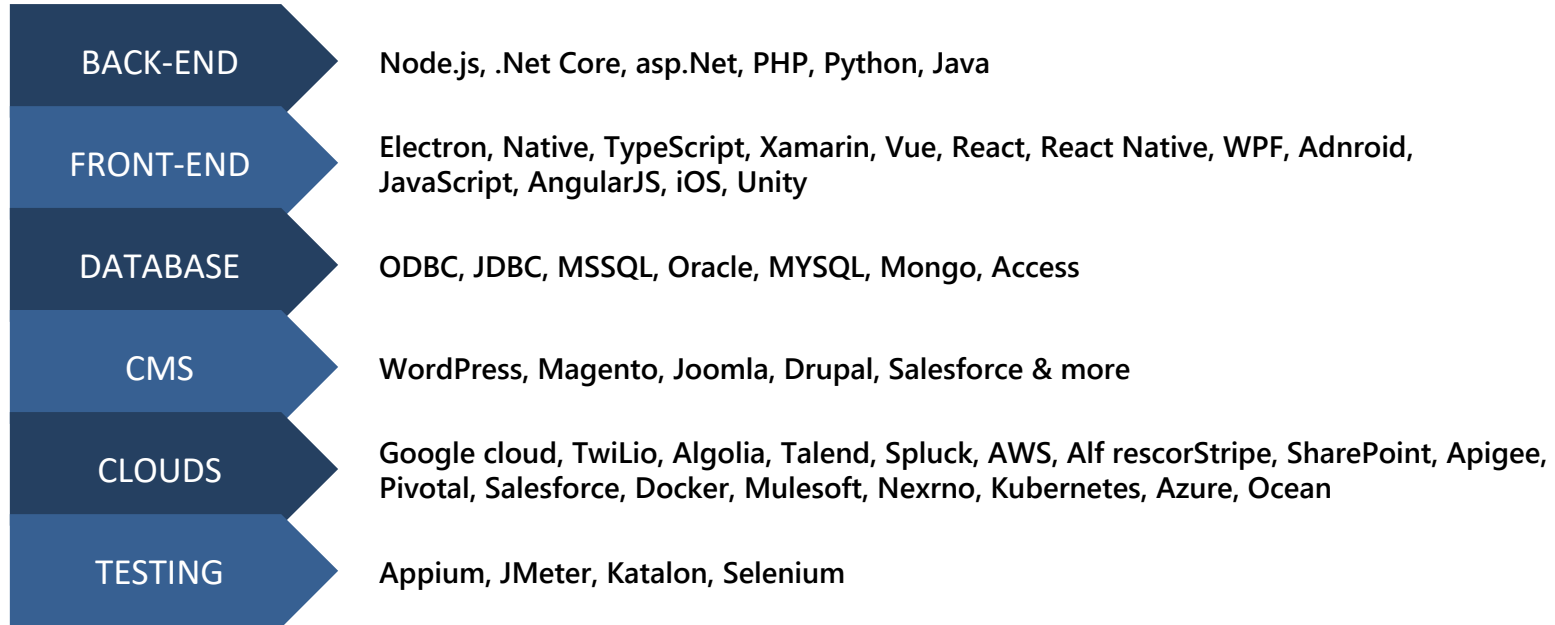 BACK-END
Node.js, .Net Core, asp.Net, PHP, Python, Java
FRONT-END
Electron, Native, TypeScript, Xamarin, Vue, React, React Native, WPF, Adnroid,
JavaScript, AngularJS, iOS, Unity
DATABASE
ODBC, JDBC, MSSQL, Oracle, MYSQL, Mongo, Access
CMS
WordPress, Magento, Joomla, Drupal, Salesforce & more
CLOUDS
Google cloud, TwiLio, Algolia, Talend, Spluck, AWS, Alf rescorStripe, SharePoint, Apigee,
Pivotal, Salesforce, Docker, Mulesoft, Nexrno, Kubernetes, Azure, Ocean
TESTING
Appium, JMeter, Katalon, Selenium